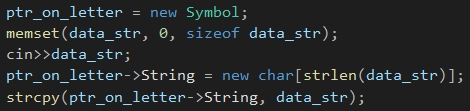 ptr_on_letter = new Symbol;
memset(data_str, 0, sizeof data_str);
cin>>data_str;
ptr_on_letter->String = new char[strlen(data_str)];
strcpy(ptr_on_letter->String, data_str);